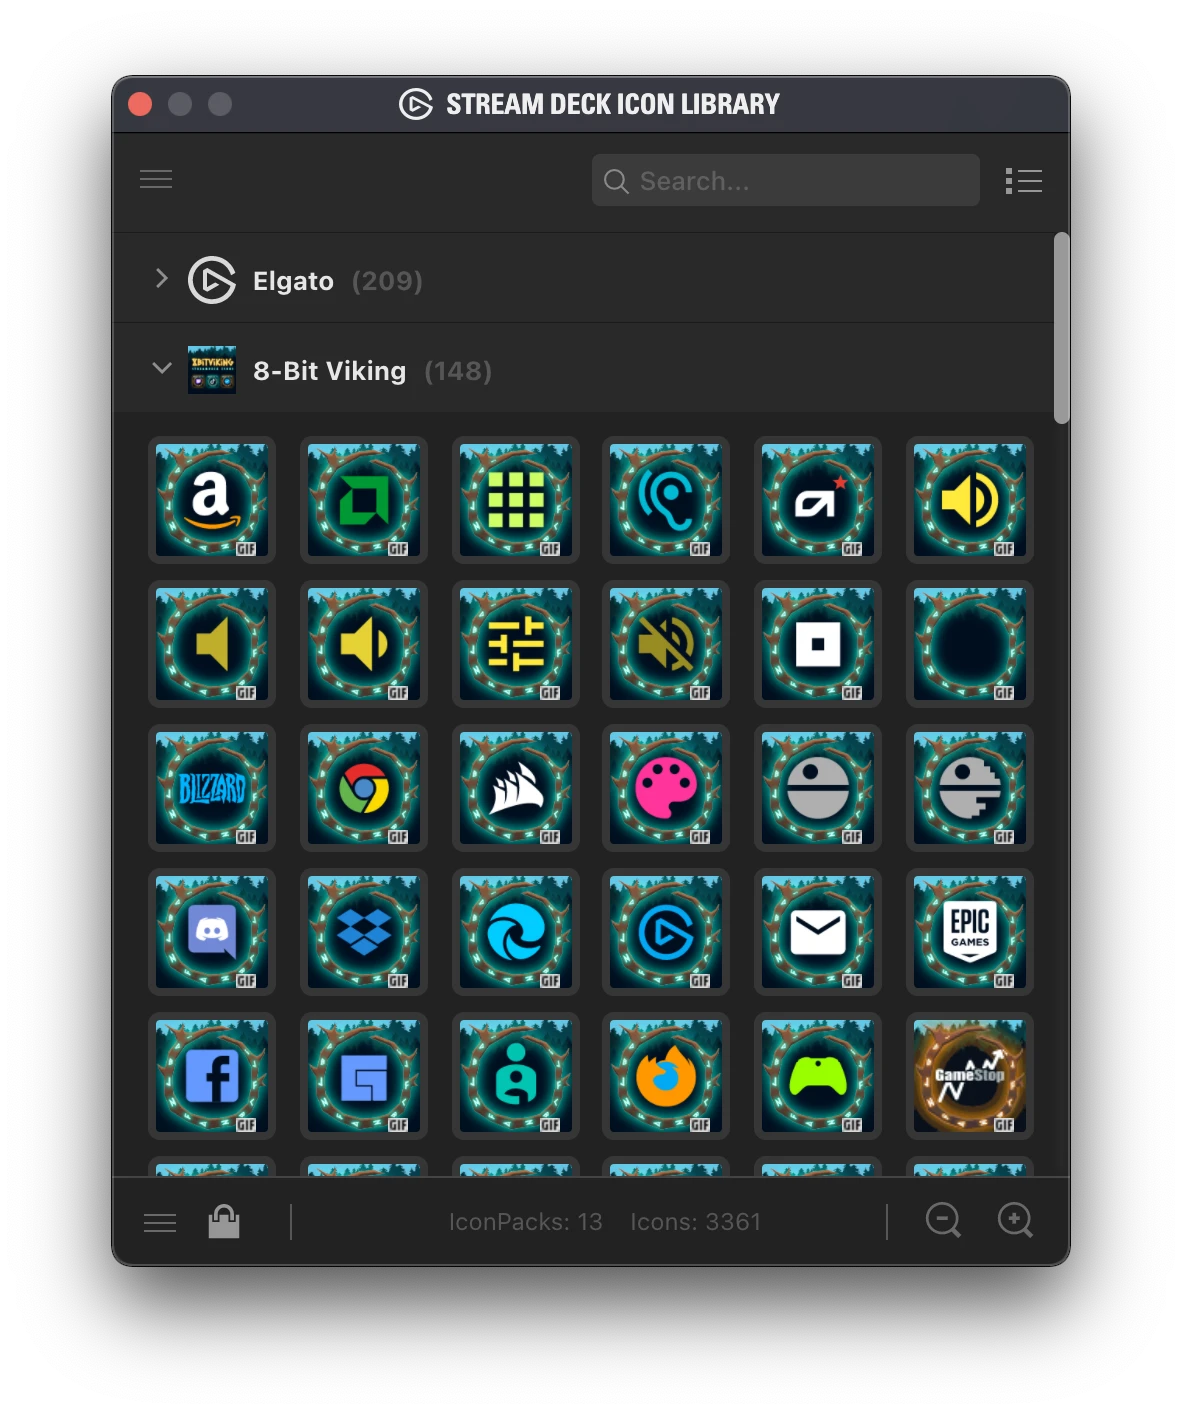 STREAM DECK ICON LIBRARY
Search...
Elgato (209)
8-Bit Viking (148)
a
GIF GIF GIF GIF GIF GIF
GIF GIF GIF GIF GIF GIF
BLIZZARD
GIF GIF GIF GIF GIF GIF
EPIC
GAMES
GIF GIF GIF GIF GIF GIF
f
GameStop
GIF GIF GIF GIF GIF GIF
IconPacks: 13 Icons: 3361